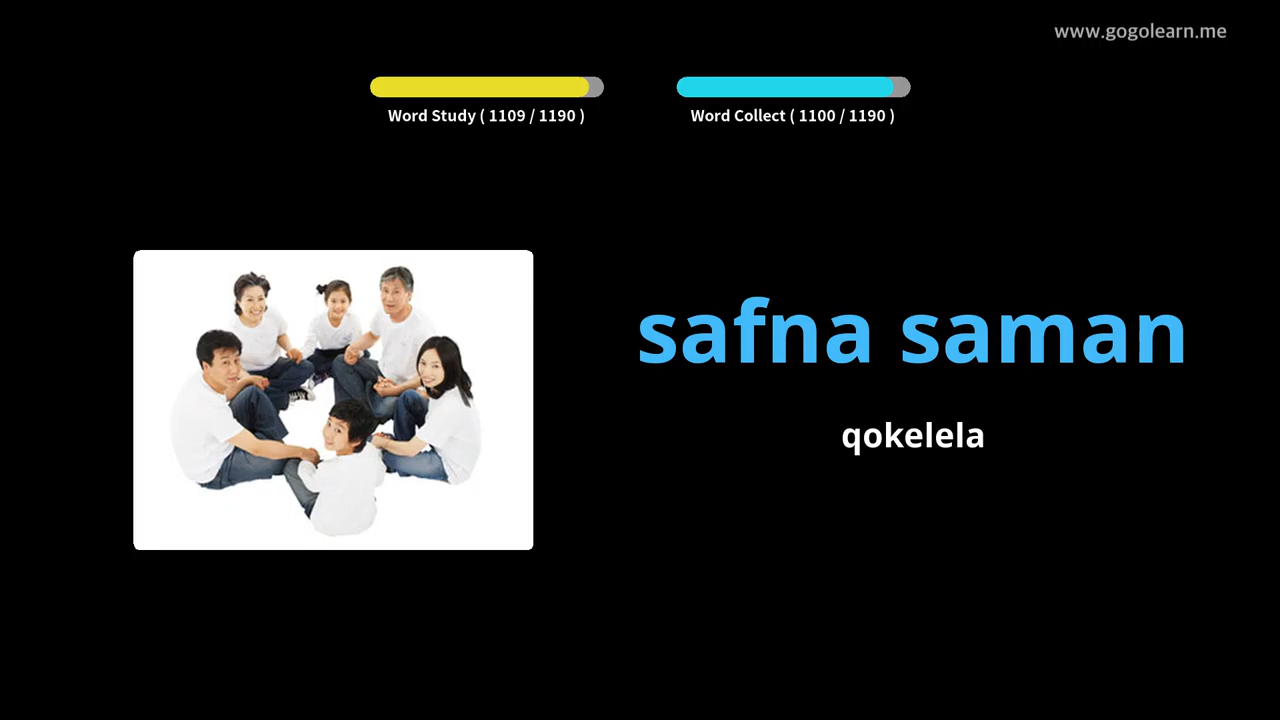 www.gogolearn.me
Word Study ( 1109 / 1190 )
Word Collect ( 1100 / 1190 )
safna saman
qokelela